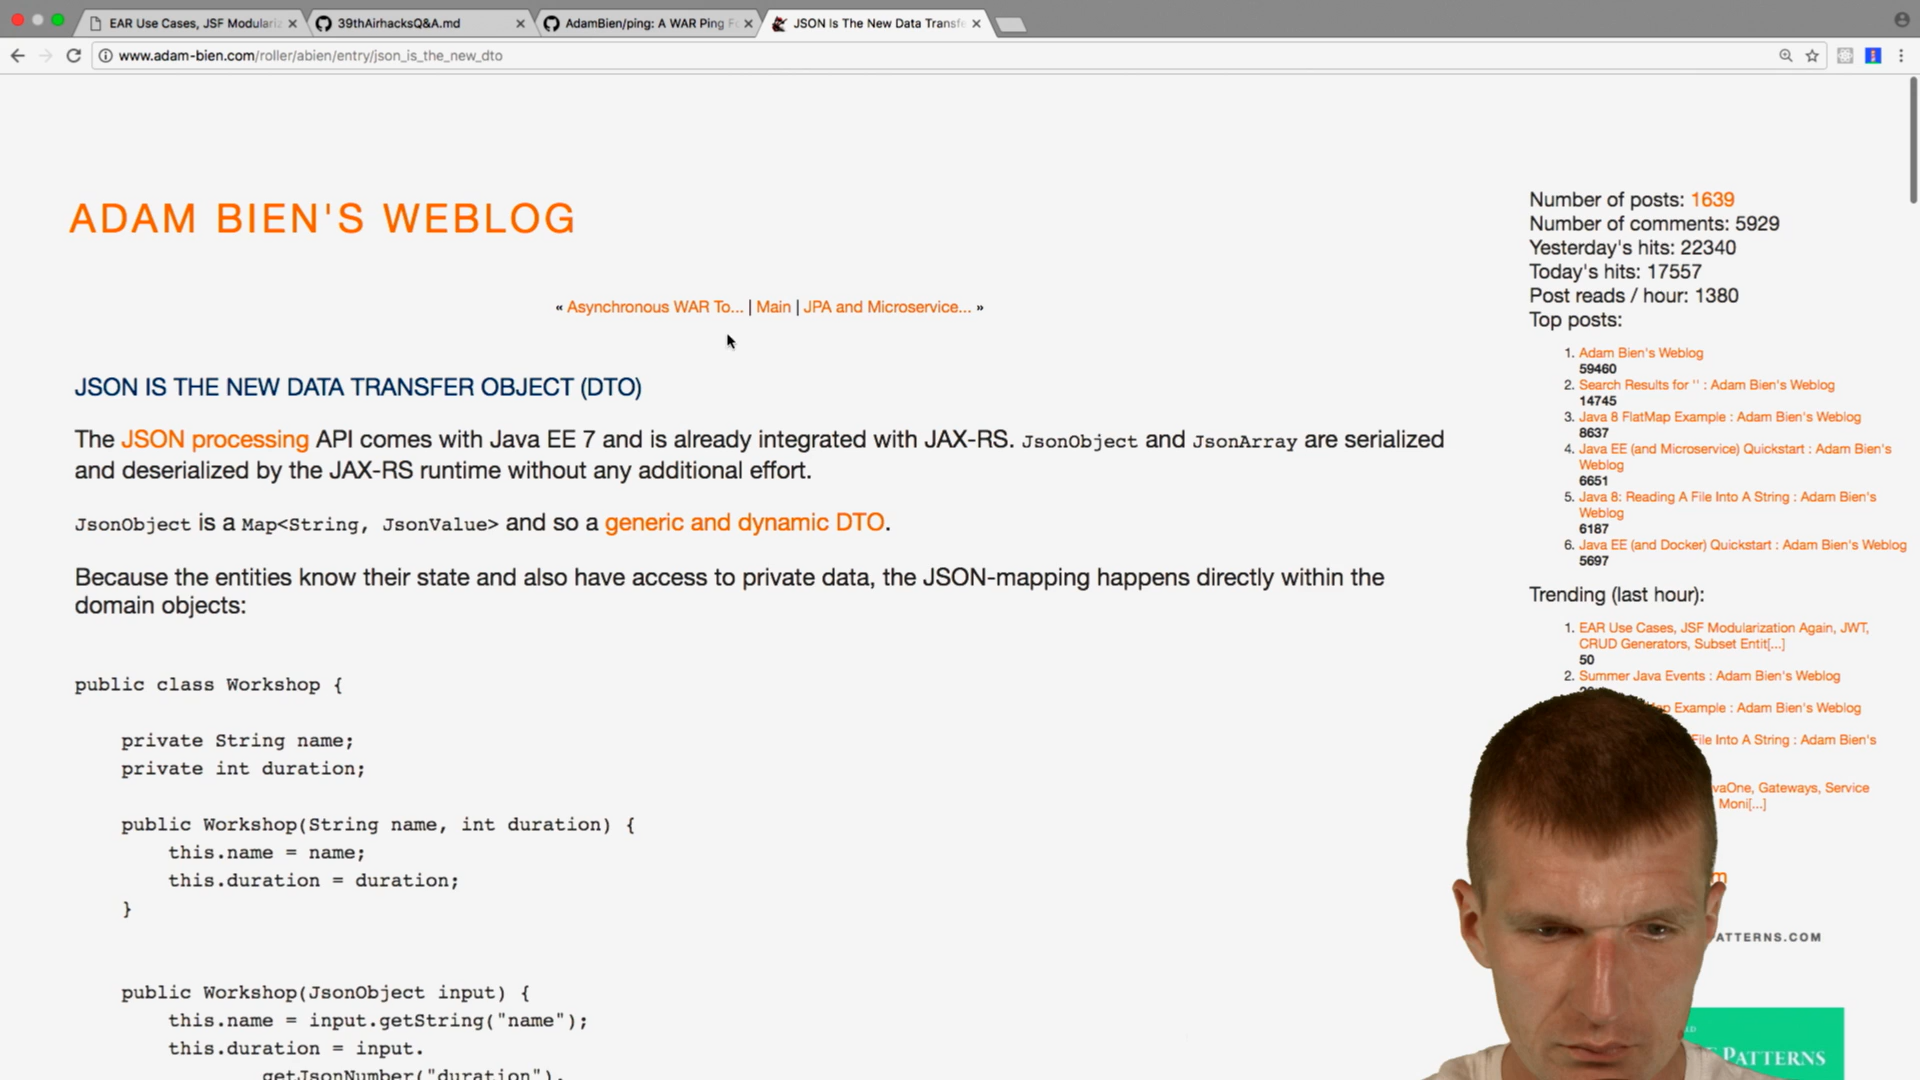 EAR Use Cases, JSF Modulari
39thAirhacksQ&A.md
AdamBien/ping: A WAR Ping F
JSON Is The New Data Transf
www.adam-bien.com/roller/abien/entry/json_is_the_new_dto
ADAM BIEN'S WEBLOG
« Asynchronous WAR To... | Main | JPA and Microservice... »
JSON IS THE NEW DATA TRANSFER OBJECT (DTO)
The JSON processing API comes with Java EE 7 and is already integrated with JAX-RS. JsonObject and JsonArray are serialized
and deserialized by the JAX-RS runtime without any additional effort.
JsonObject is a Map<String, JsonValue> and so a generic and dynamic DTO.
Because the entities know their state and also have access to private data, the JSON-mapping happens directly within the
domain objects:
public class Workshop {
private String name;
private int duration;
public Workshop(String name, int duration) {
this.name = name;
this.duration = duration;
}
public Workshop(JsonObject input) {
this.name = input.getString("name");
this.duration = input.
getJsonNumber("duration").
Number of posts: 1639
Number of comments: 5929
Yesterday's hits: 22340
Today's hits: 17557
Post reads / hour: 1380
Top posts:
1. Adam Bien's Weblog
59460
2. Search Results for '' : Adam Bien's Weblog
14745
3. Java 8 FlatMap Example : Adam Bien's Weblog
8637
4. Java EE (and Microservice) Quickstart : Adam Bien's
Weblog
6651
5. Java 8: Reading A File Into A String : Adam Bien's
Weblog
6187
6. Java EE (and Docker) Quickstart : Adam Bien's Weblog
5697
Trending (last hour):
1. EAR Use Cases, JSF Modularization Again, JWT,
CRUD Generators, Subset Entit[...]
50
2. Summer Java Events : Adam Bien's Weblog
Example : Adam Bien's Weblog
File Into A String : Adam Bien's
vaOne, Gateways, Service
Moni[...]
ATTERNS.COM
PATTERNS